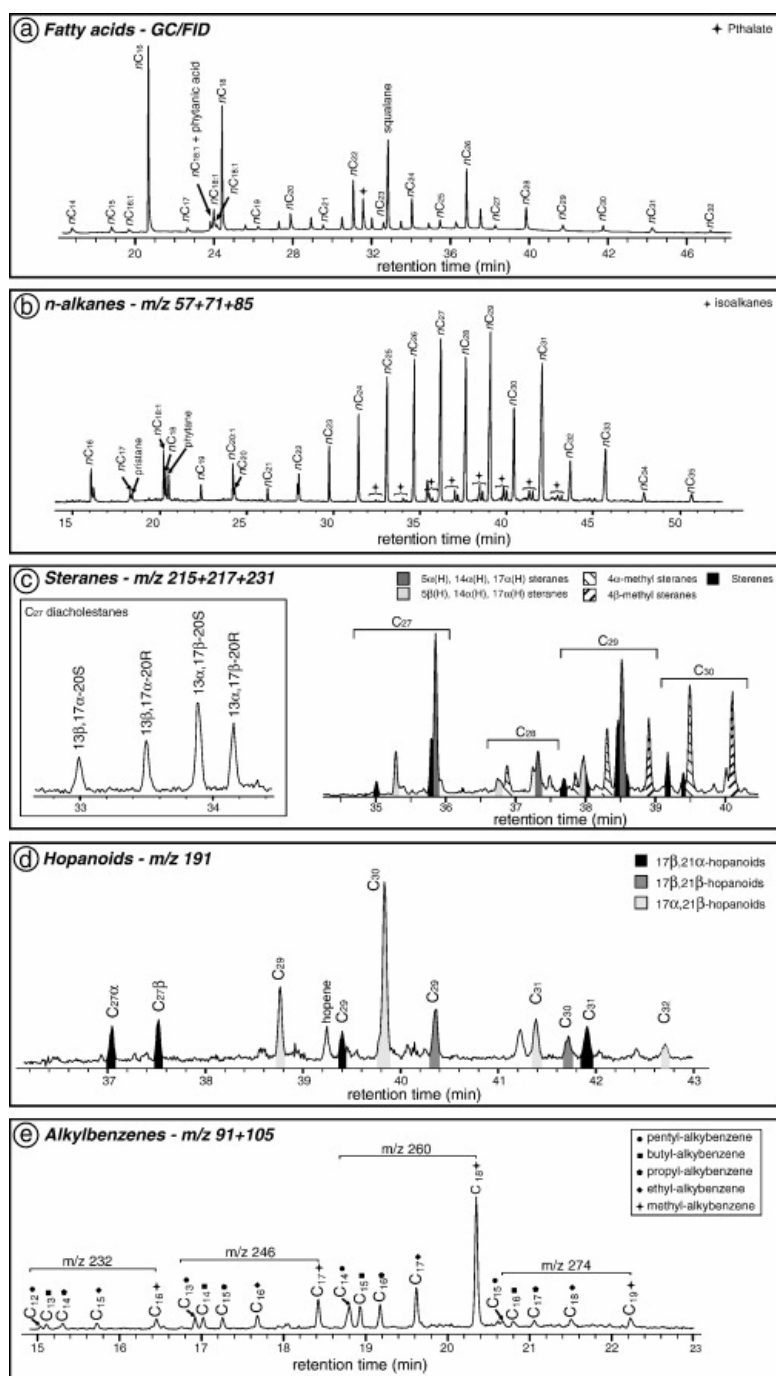 ⓐ Fatty acids - GC/FID
✦ Pthalate
nC14
nC15
nC16:1
nC16
nC17
nC18:1 + phytanic acid
nC18:1
nC18
nC18:1
nC19
nC20
nC21
nC22
nC23
squalane
nC24
nC25
nC26
nC27
nC28
nC29
nC30
nC31
nC32
20 24 28 32 36 40 42 46
retention time (min)
ⓑ n-alkanes - m/z 57+71+85
+ isoalkanes
nC16
nC17
pristane
nC18:1
nC18
phytane
nC19
nC20:1
nC20
nC21
nC22
nC23
nC24
nC25
nC26
nC27
nC28
nC29
nC30
nC31
nC32
nC33
nC34
nC35
15 20 25 30 35 40 45 50
retention time (min)
ⓒ Steranes - m/z 215+217+231
5α(H), 14α(H), 17α(H) steranes
5β(H), 14α(H), 17α(H) steranes
4α-methyl steranes
4β-methyl steranes
Sterenes
C27 diacholestanes
13β,17α-20S
13β,17α-20R
13α,17β-20S
13α,17β-20R
33 34
C27
C28
C29
C30
35 36 37 38 39 40
retention time (min)
ⓓ Hopanoids - m/z 191
17β,21α-hopanoids
17β,21β-hopanoids
17α,21β-hopanoids
C27α
C27β
C29
hopene
C29
C30
C29
C31
C30
C31
C32
37 38 39 40 41 42 43
retention time (min)
ⓔ Alkylbenzenes - m/z 91+105
• pentyl-alkybenzene
■ butyl-alkybenzene
● propyl-alkybenzene
◆ ethyl-alkybenzene
✦ methyl-alkybenzene
m/z 232
m/z 246
m/z 260
m/z 274
C12
C13
C14
C15
C16
C13
C14
C15
C16
C17
C14
C15
C16
C17
C18
C15
C16
C17
C18
C19
15 16 17 18 19 20 21 22 23
retention time (min)